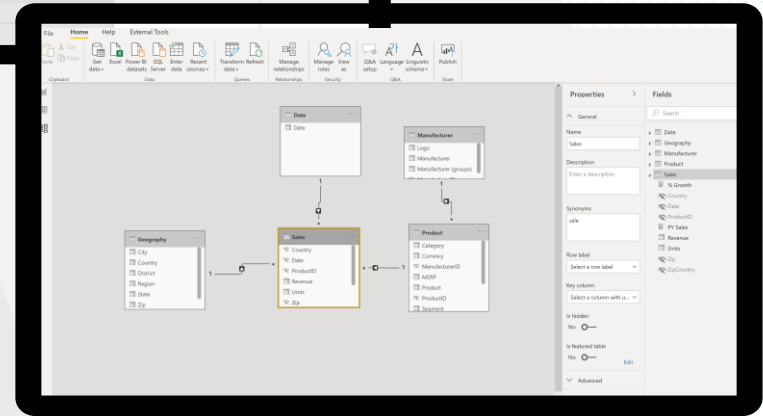 File Home Help External Tools
Cut
Paste Copy
Get data Excel Power BI datasets SQL Server Enter data Recent sources Transform data Refresh Manage relationships Manage roles View as Q&A setup Language Linguistic schema Publish
Clipboard Data Queries Relationships Security Q&A Share
Date
Date
Manufacturer
Logo
Manufacturer
Manufacturer (groups)
1
1
*
*
Geography
City
Country
District
Region
State
Zip
1
*
Sales
Country
Date
ProductID
Revenue
Units
Zip
*
1
Product
Category
Currency
ManufacturerID
MSRP
Product
ProductID
Segment
Properties
General
Name
Sales
Description
Enter a description
Synonyms
sale
Row label
Select a row label
Key column
Select a column with u...
Is hidden
No
Is featured table
No
Edit
Advanced
Fields
Search
Date
Geography
Manufacturer
Product
Sales
% Growth
Country
Date
ProductID
PY Sales
Revenue
Units
Zip
ZipCountry